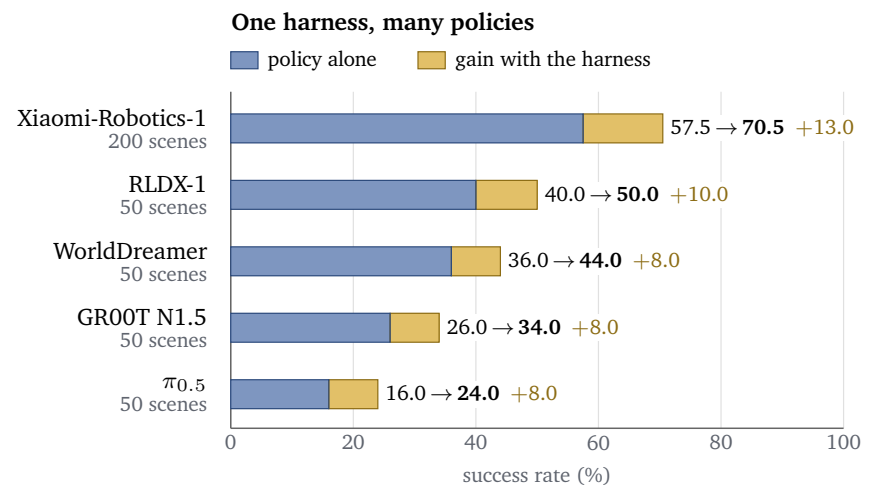 One harness, many policies
policy alone
gain with the harness
Xiaomi-Robotics-1
200 scenes
57.5 → 70.5 +13.0
RLDX-1
50 scenes
40.0 → 50.0 +10.0
WorldDreamer
50 scenes
36.0 → 44.0 +8.0
GR00T N1.5
50 scenes
26.0 → 34.0 +8.0
π0.5
50 scenes
16.0 → 24.0 +8.0
0 20 40 60 80 100
success rate (%)